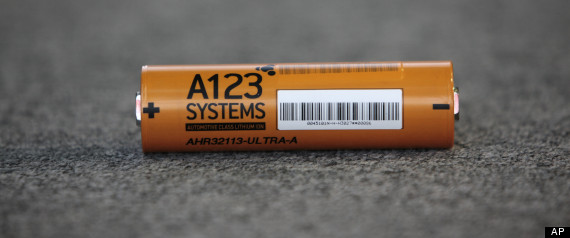 A123
SYSTEMS
AUTOMOTIVE CLASS LITHIUM ION
AHR32113-ULTRA-A
+
-
AP